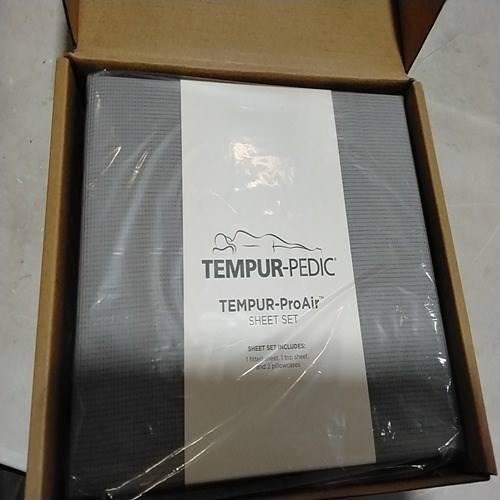 TEMPUR-PEDIC®
TEMPUR-ProAir™
SHEET SET
SHEET SET INCLUDES:
1 fitted sheet, 1 top sheet,
and 2 pillowcases